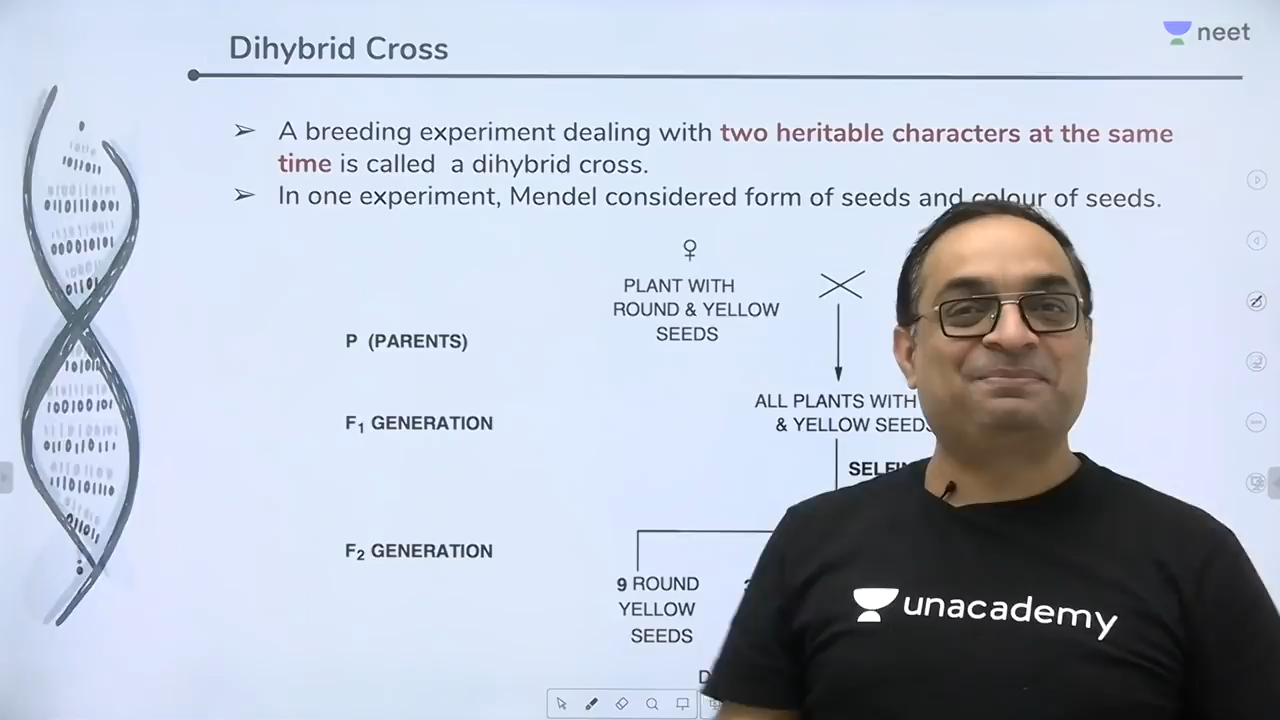 Dihybrid Cross
neet
➢ A breeding experiment dealing with two heritable characters at the same
time is called a dihybrid cross.
➢ In one experiment, Mendel considered form of seeds and colour of seeds.
♀
PLANT WITH
ROUND & YELLOW
SEEDS
P (PARENTS)
ALL PLANTS WITH
& YELLOW SEEDS
F₁ GENERATION
F₂ GENERATION
9 ROUND
YELLOW
SEEDS
unacademy